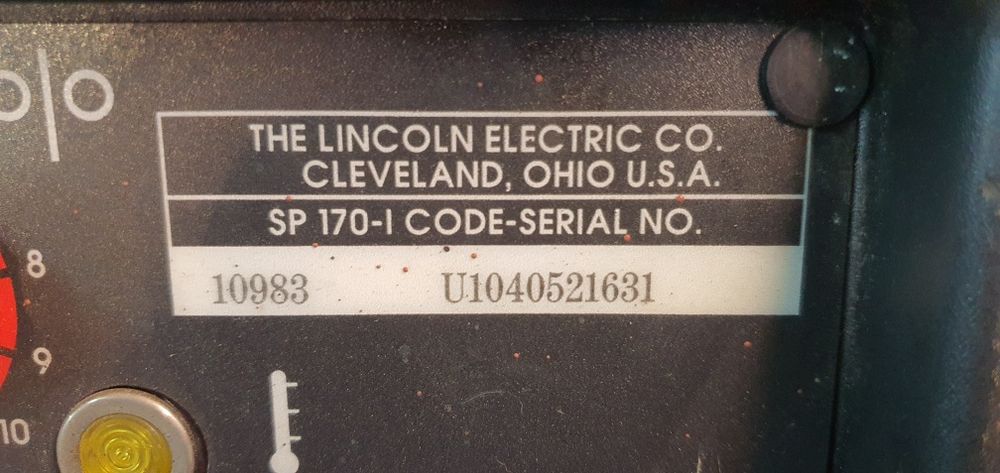 THE LINCOLN ELECTRIC CO.
CLEVELAND, OHIO U.S.A.
SP 170-I CODE-SERIAL NO.
10983 U1040521631
8
9
10